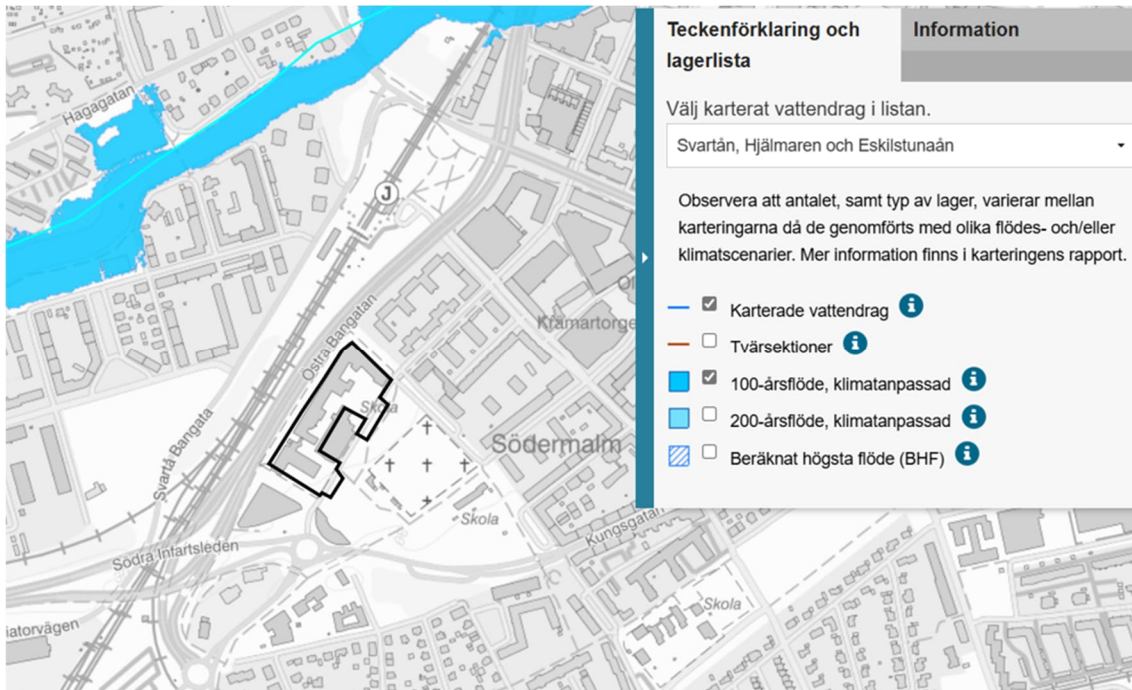 Teckenförklaring och
lagerlista
Information
Välj karterat vattendrag i listan.
Svartån, Hjälmaren och Eskilstunaån
Observera att antalet, samt typ av lager, varierar mellan
karteringarna då de genomförts med olika flödes- och/eller
klimatscenarier. Mer information finns i karteringens rapport.
Karterade vattendrag
Tvärsektioner
100-årsflöde, klimatanpassad
200-årsflöde, klimatanpassad
Beräknat högsta flöde (BHF)
Hagagatan
J
Östra Bangatan
Krämartorge
Skola
Svartå Bangata
Södermalm
Skola
Kungsgatan
Södra Infartsleden
Skola
iatorvägen